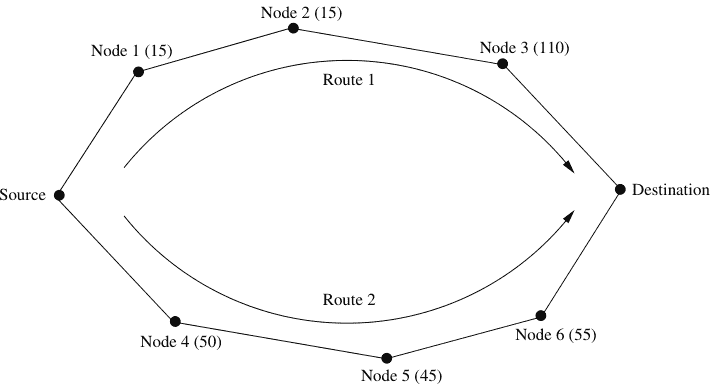 Node 2 (15)
Node 1 (15)
Node 3 (110)
Route 1
Source
Destination
Route 2
Node 4 (50)
Node 6 (55)
Node 5 (45)